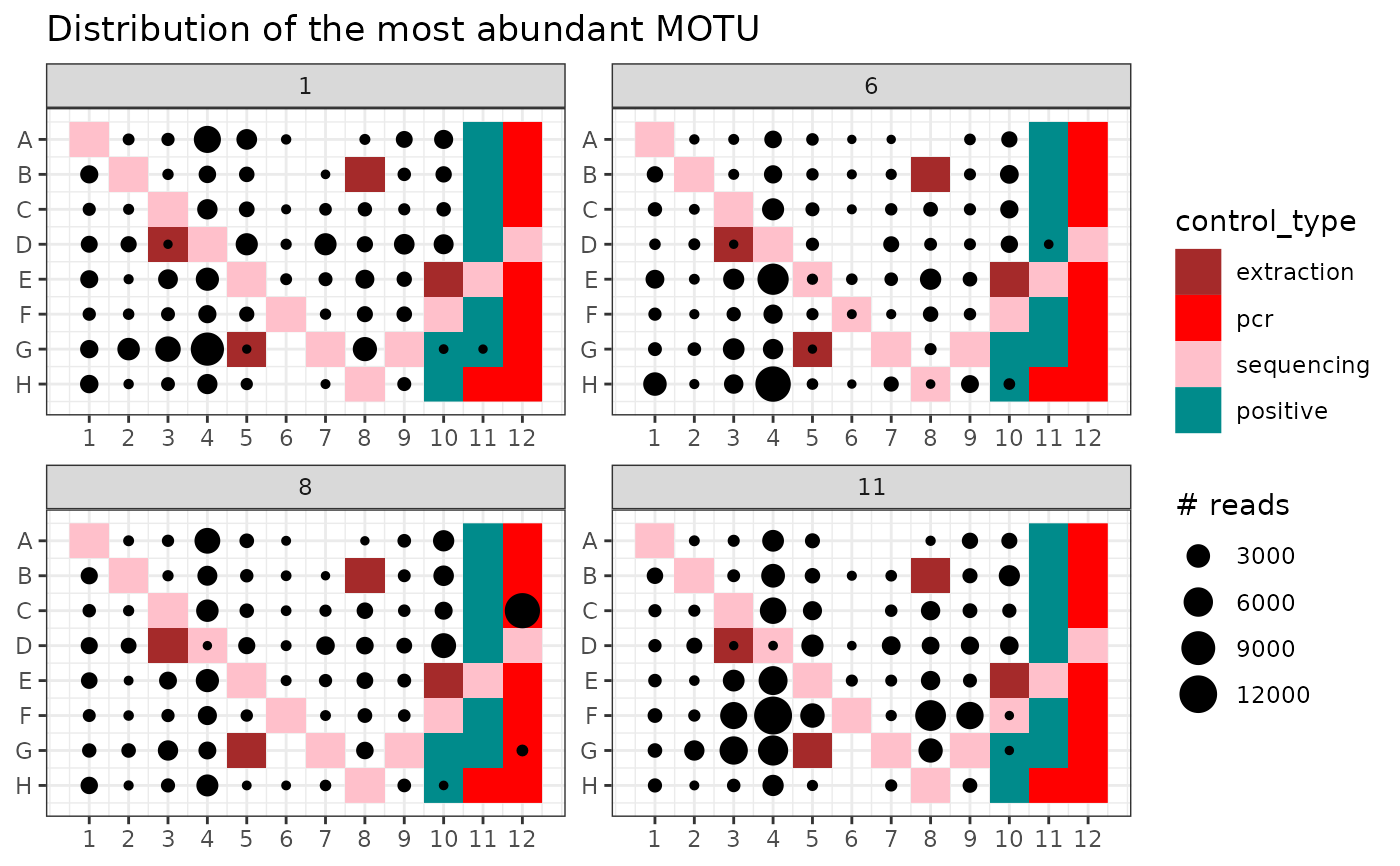 Distribution of the most abundant MOTU
1
6
A
B
C
D
E
F
G
H
1 2 3 4 5 6 7 8 9 10 11 12
A
B
C
D
E
F
G
H
1 2 3 4 5 6 7 8 9 10 11 12
8
11
A
B
C
D
E
F
G
H
1 2 3 4 5 6 7 8 9 10 11 12
A
B
C
D
E
F
G
H
1 2 3 4 5 6 7 8 9 10 11 12
control_type
extraction
pcr
sequencing
positive
# reads
3000
6000
9000
12000